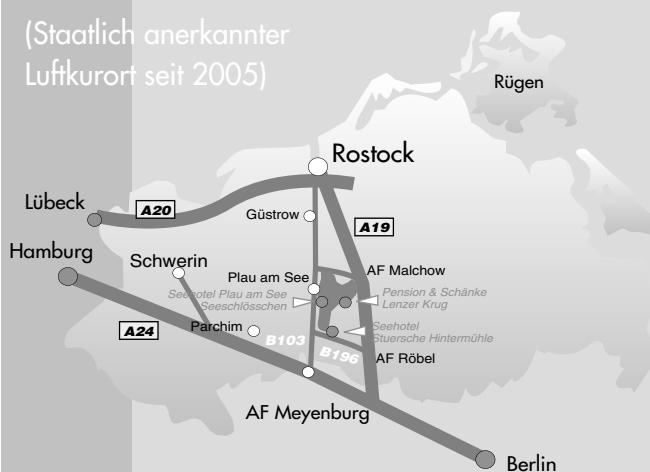 (Staatlich anerkannter
Luftkurort seit 2005)
Rügen
Rostock
Lübeck
A20
Güstrow
A19
Hamburg
Schwerin
AF Malchow
Plau am See
Seehotel Plau am See
Seeschlösschen
Pension & Schänke
Lenzer Krug
A24
Parchim
B103
Seehotel
Stuersche Hintermühle
B196
AF Röbel
AF Meyenburg
Berlin